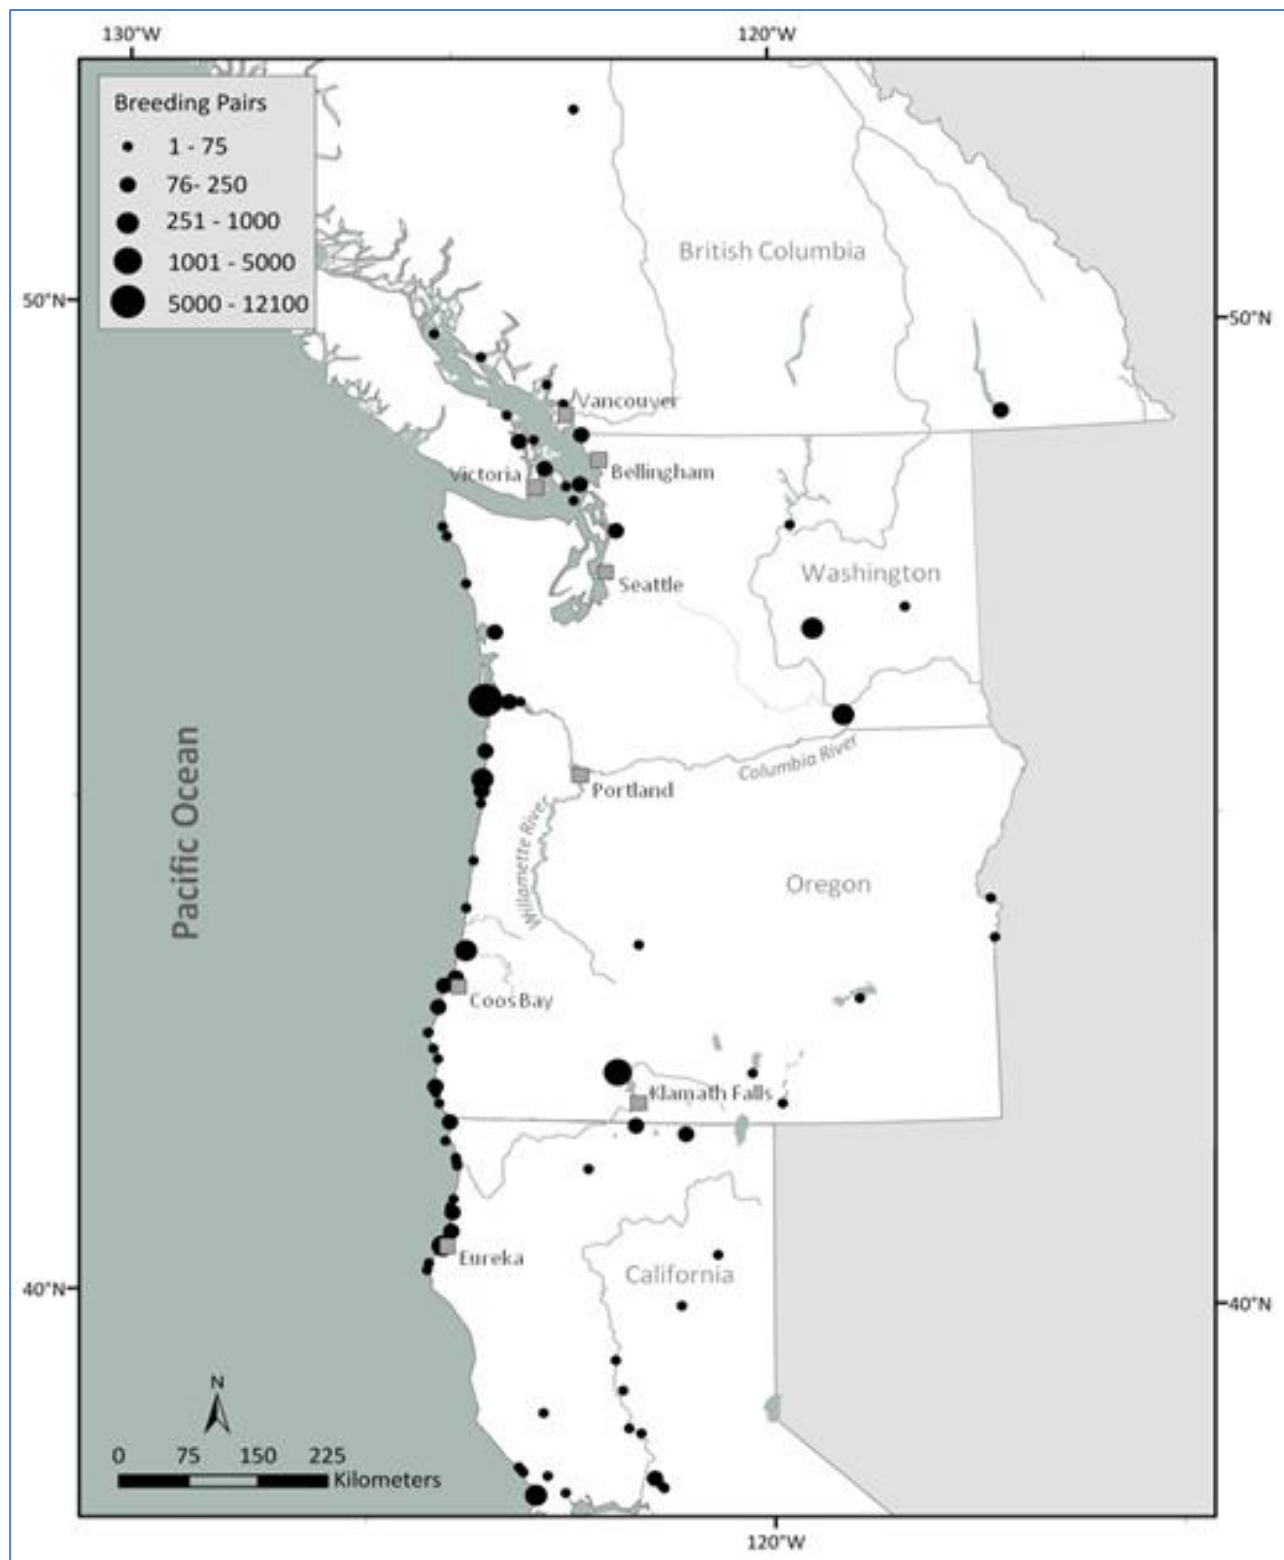 130°W
120°W
Breeding Pairs
1 - 75
76- 250
251 - 1000
1001 - 5000
5000 - 12100
British Columbia
50°N
50°N
Vancouver
Victoria
Bellingham
Washington
Seattle
Pacific Ocean
Columbia River
Portland
Willamette River
Oregon
Coos Bay
Klamath Falls
Eureka
California
40°N
40°N
N
0 75 150 225
Kilometers
120°W